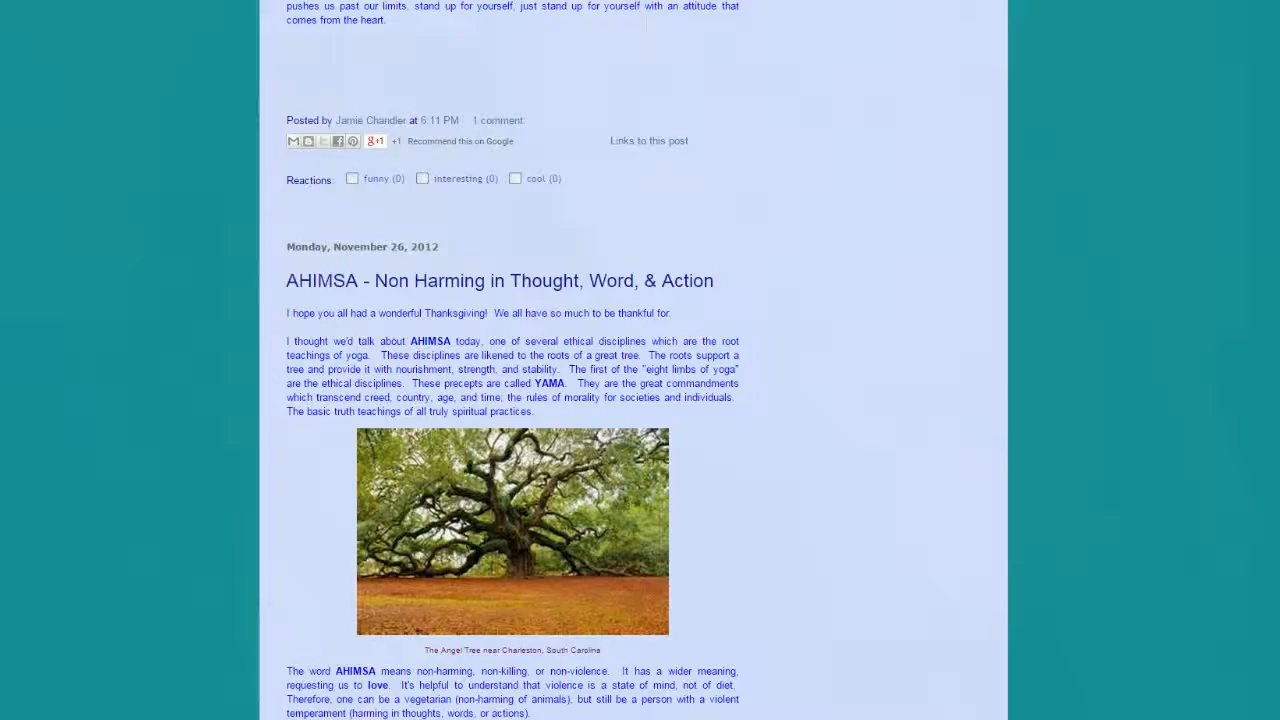 pushes us past our limits, stand up for yourself, just stand up for yourself with an attitude that
comes from the heart.
Posted by Jamie Chandler at 6:11 PM 1 comment:
+1 Recommend this on Google Links to this post
Reactions: funny (0) interesting (0) cool (0)
Monday, November 26, 2012
AHIMSA - Non Harming in Thought, Word, & Action
I hope you all had a wonderful Thanksgiving! We all have so much to be thankful for.
I thought we'd talk about AHIMSA today, one of several ethical disciplines which are the root
teachings of yoga. These disciplines are likened to the roots of a great tree. The roots support a
tree and provide it with nourishment, strength, and stability. The first of the "eight limbs of yoga"
are the ethical disciplines. These precepts are called YAMA. They are the great commandments
which transcend creed, country, age, and time; the rules of morality for societies and individuals.
The basic truth teachings of all truly spiritual practices.
The Angel Tree near Charleston, South Carolina
The word AHIMSA means non-harming, non-killing, or non-violence. It has a wider meaning,
requesting us to love. It's helpful to understand that violence is a state of mind, not of diet.
Therefore, one can be a vegetarian (non-harming of animals), but still be a person with a violent
temperament (harming in thoughts, words, or actions).